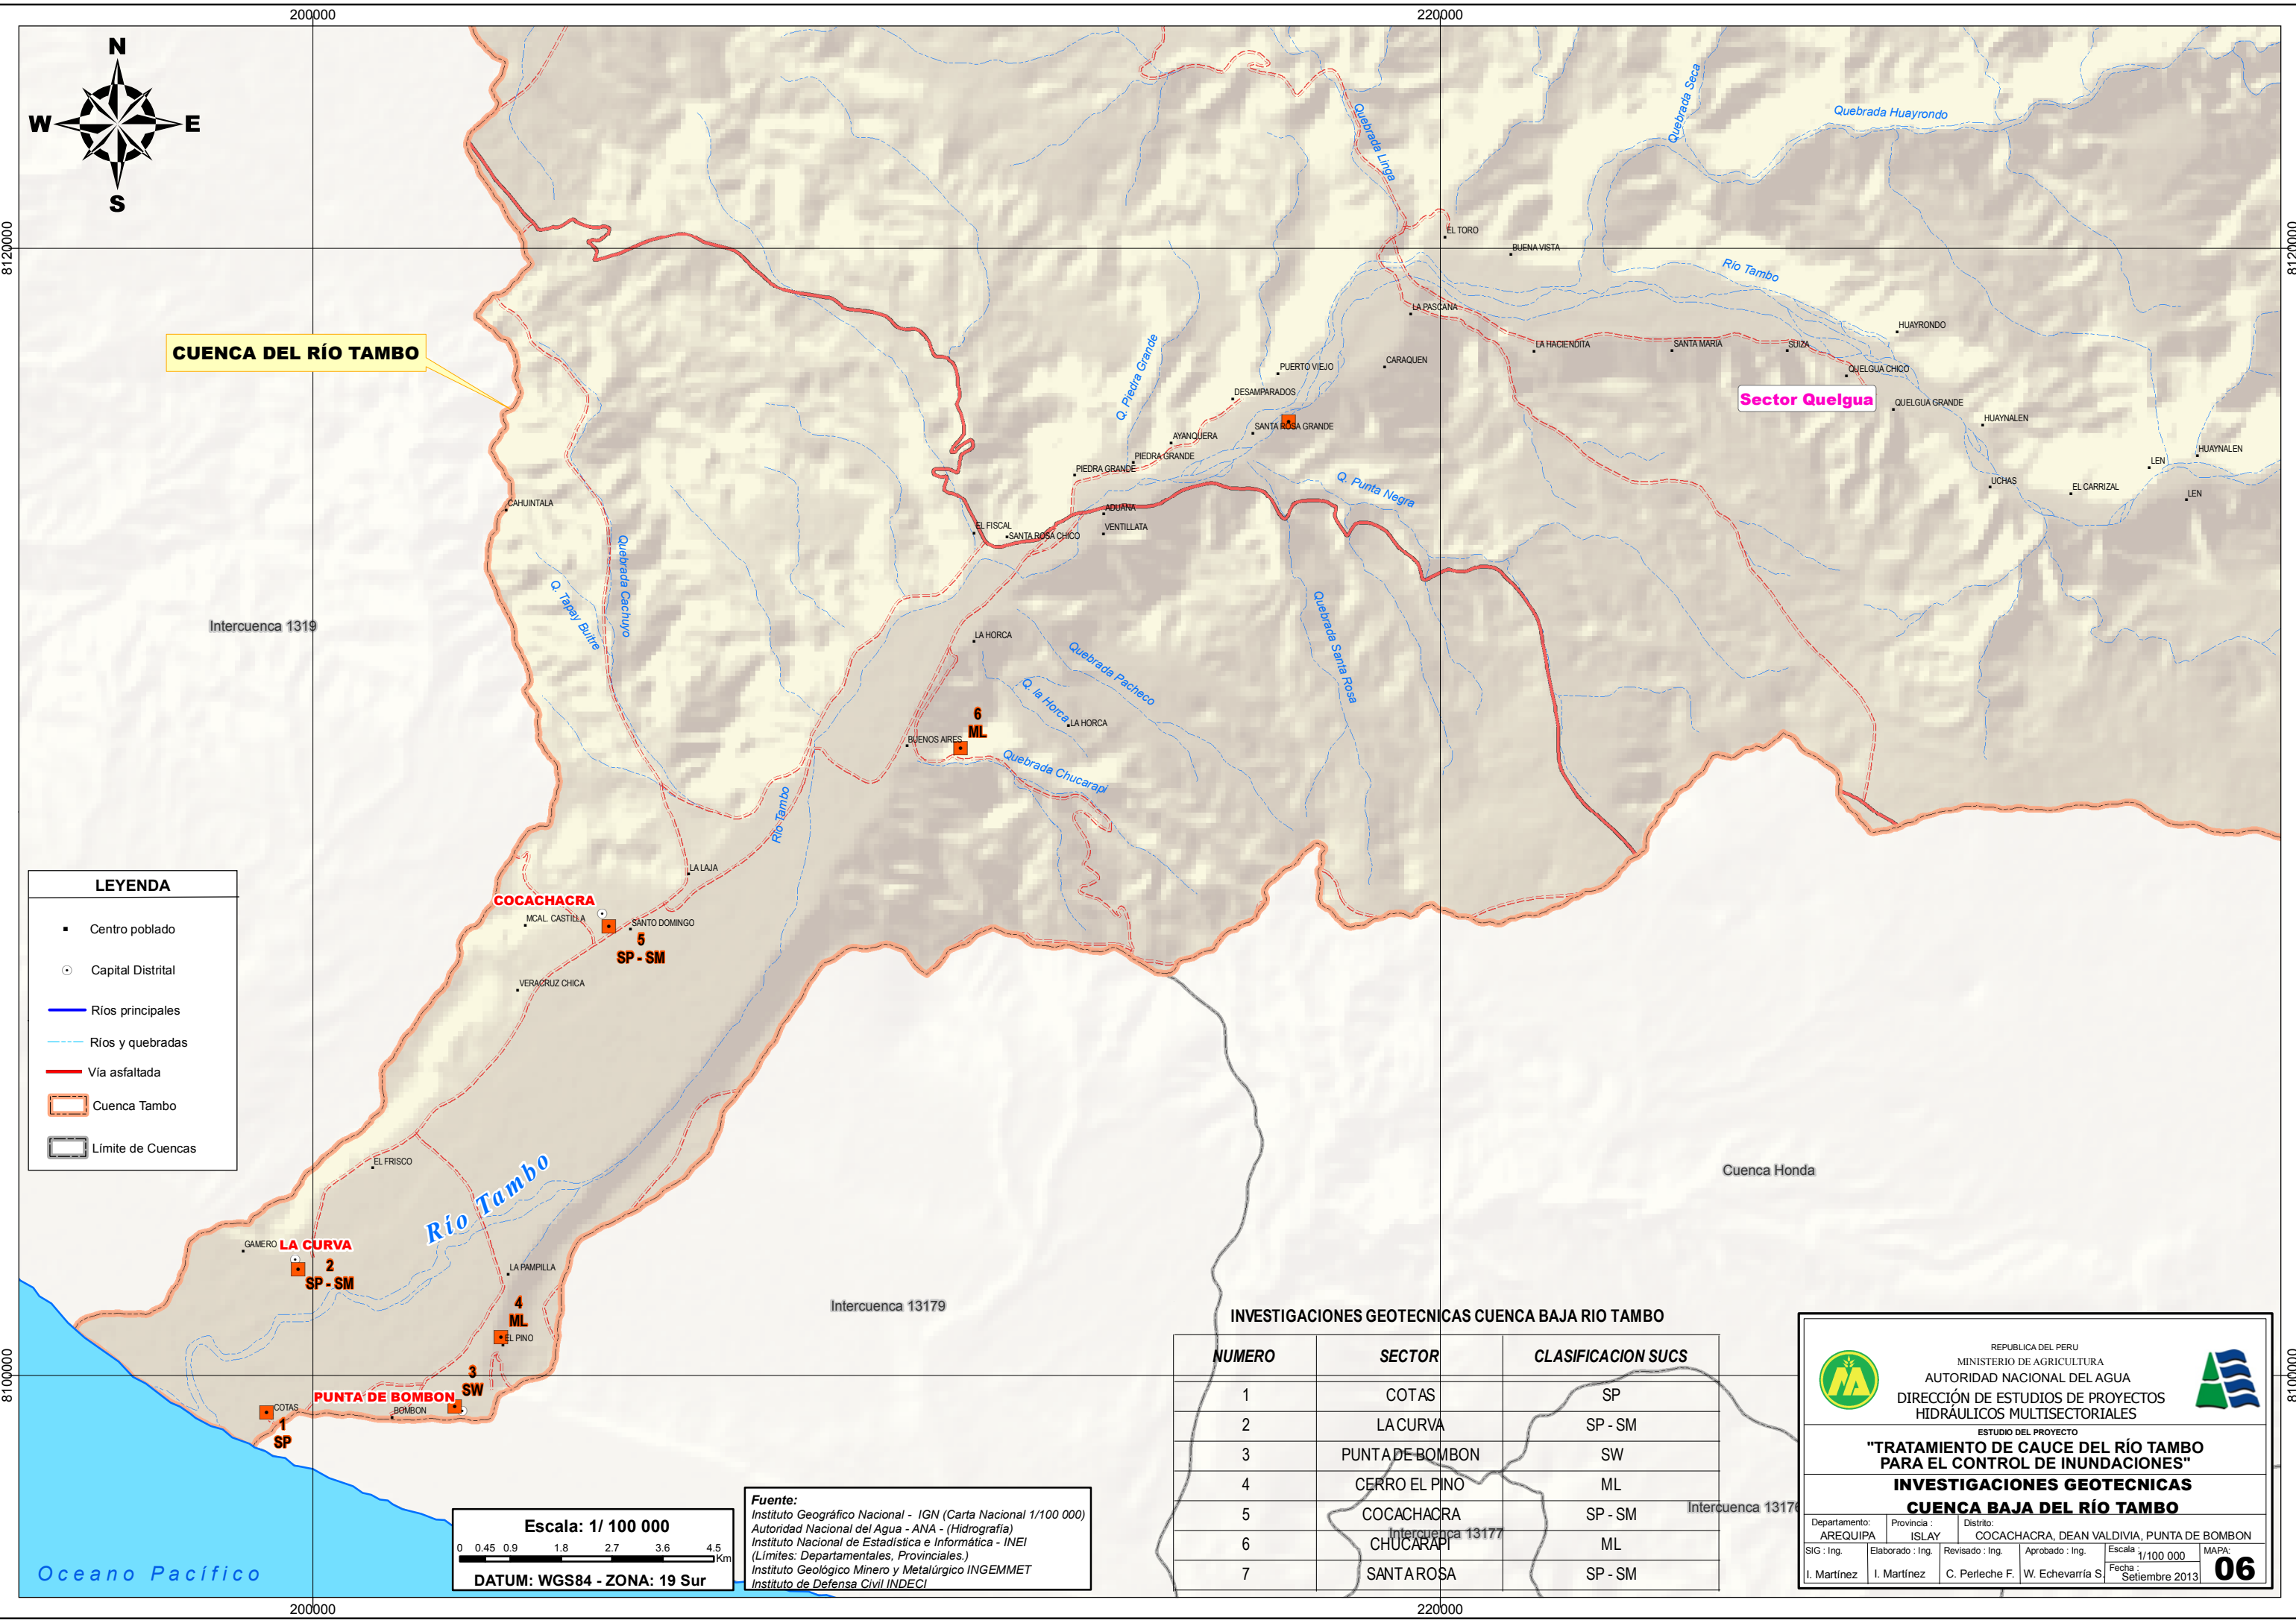 200000
220000
N
W
E
S
8120000
8120000
CUENCA DEL RÍO TAMBO
Quebrada Linga
Quebrada Seca
Quebrada Huayrondo
EL TORO
BUENA VISTA
Río Tambo
LA PASCANA
HUAYRONDO
LA HACIENDITA
SANTA MARIA
SUIZA
Q. Piedra Grande
PUERTO VIEJO
CARAQUEN
QUELGUA CHICO
DESAMPARADOS
Sector Quelgua
QUELGUA GRANDE
SANTA ROSA GRANDE
HUAYNALEN
AYANQUERA
PIEDRA GRANDE
PIEDRA GRANDE
HUAYNALEN
LEN
Q. Punta Negra
UCHAS
EL CARRIZAL
LEN
CAHUINTALA
ADUANA
EL FISCAL
VENTILLATA
SANTA ROSA CHICO
Quebrada Cachuyo
Q. Tapay Buitre
Intercuenca 1319
Quebrada Santa Rosa
LA HORCA
Quebrada Pacheco
Q. la Horca
LA HORCA
6
ML
BUENOS AIRES
Quebrada Chucarapi
Río Tambo
LA LAJA
COCACHACRA
MCAL. CASTILLA
SANTO DOMINGO
5
SP - SM
VERACRUZ CHICA
LEYENDA
Centro poblado
Capital Distrital
Ríos principales
Ríos y quebradas
Vía asfaltada
Cuenca Tambo
Límite de Cuencas
EL FRISCO
Río Tambo
Cuenca Honda
GAMERO
LA CURVA
2
SP - SM
LA PAMPILLA
4
ML
EL PINO
3
SW
PUNTA DE BOMBON
BOMBON
COTAS
1
SP
Intercuenca 13179
Intercuenca 13176
Intercuenca 13177
8100000
8100000
Oceano Pacífico
Escala: 1/ 100 000
0 0.45 0.9 1.8 2.7 3.6 4.5
Km
DATUM: WGS84 - ZONA: 19 Sur
Fuente:
Instituto Geográfico Nacional - IGN (Carta Nacional 1/100 000)
Autoridad Nacional del Agua - ANA - (Hidrografía)
Instituto Nacional de Estadística e Informática - INEI
(Límites: Departamentales, Provinciales.)
Instituto Geológico Minero y Metalúrgico INGEMMET
Instituto de Defensa Civil INDECI
INVESTIGACIONES GEOTECNICAS CUENCA BAJA RIO TAMBO
NUMERO SECTOR CLASIFICACION SUCS
1 COTAS SP
2 LA CURVA SP - SM
3 PUNTA DE BOMBON SW
4 CERRO EL PINO ML
5 COCACHACRA SP - SM
6 CHUCARAPI ML
7 SANTA ROSA SP - SM
REPUBLICA DEL PERU
MINISTERIO DE AGRICULTURA
AUTORIDAD NACIONAL DEL AGUA
DIRECCIÓN DE ESTUDIOS DE PROYECTOS
HIDRÁULICOS MULTISECTORIALES
ESTUDIO DEL PROYECTO
"TRATAMIENTO DE CAUCE DEL RÍO TAMBO
PARA EL CONTROL DE INUNDACIONES"
INVESTIGACIONES GEOTECNICAS
CUENCA BAJA DEL RÍO TAMBO
Departamento: Provincia : Distrito:
AREQUIPA ISLAY COCACHACRA, DEAN VALDIVIA, PUNTA DE BOMBON
SIG : Ing. Elaborado : Ing. Revisado : Ing. Aprobado : Ing. Escala : 1/100 000 MAPA:
I. Martínez I. Martínez C. Perleche F. W. Echevarría S. Fecha : Setiembre 2013 06
200000
220000